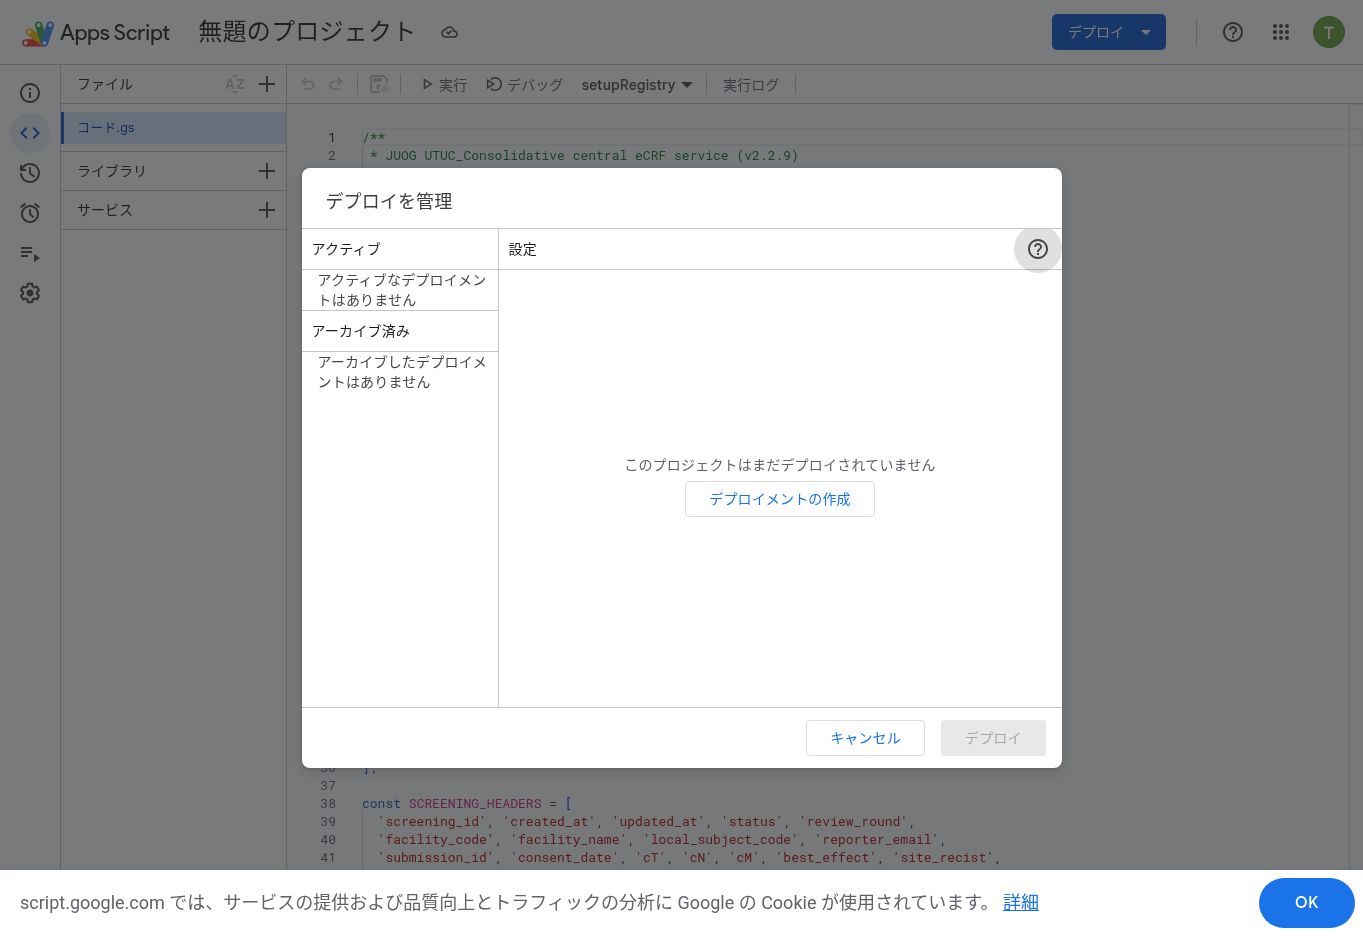 Apps Script 無題のプロジェクト デプロイ T
ファイル AZ 実行 デバッグ setupRegistry 実行ログ
コード.gs
ライブラリ
サービス
1 /**
2 * JUOG UTUC_Consolidative central eCRF service (v2.2.9)
デプロイを管理
アクティブ 設定
アクティブなデプロイメン
トはありません
アーカイブ済み
アーカイブしたデプロイメ
ントはありません
このプロジェクトはまだデプロイされていません
デプロイメントの作成
キャンセル デプロイ
36 ];
37
38 const SCREENING_HEADERS = [
39 'screening_id', 'created_at', 'updated_at', 'status', 'review_round',
40 'facility_code', 'facility_name', 'local_subject_code', 'reporter_email',
41 'submission_id', 'consent_date', 'cT', 'cN', 'cM', 'best_effect', 'site_recist',
script.google.com では、サービスの提供および品質向上とトラフィックの分析に Google の Cookie が使用されています。 詳細 OK